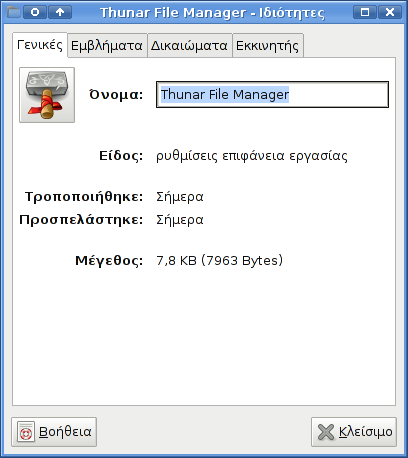 Thunar File Manager - Ιδιότητες
Γενικές Εμβλήματα Δικαιώματα Εκκινητής
Όνομα: Thunar File Manager
Είδος: ρυθμίσεις επιφάνεια εργασίας
Τροποποιήθηκε: Σήμερα
Προσπελάστηκε: Σήμερα
Μέγεθος: 7,8 KB (7963 Bytes)
Βοήθεια Κλείσιμο